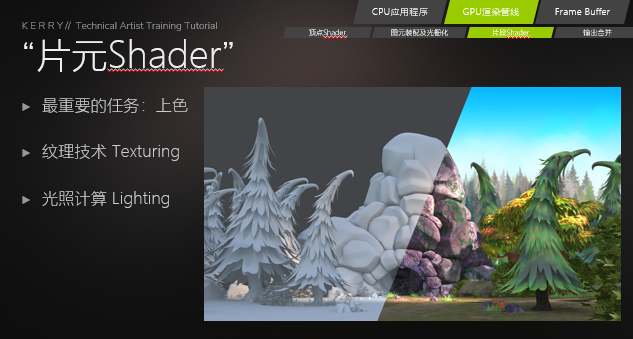 KERRY// Technical Artist Training Tutorial
CPU应用程序
GPU渲染管线
Frame Buffer
顶点Shader
图元装配及光栅化
片段Shader
输出合并
“片元Shader”
最重要的任务：上色
纹理技术 Texturing
光照计算 Lighting